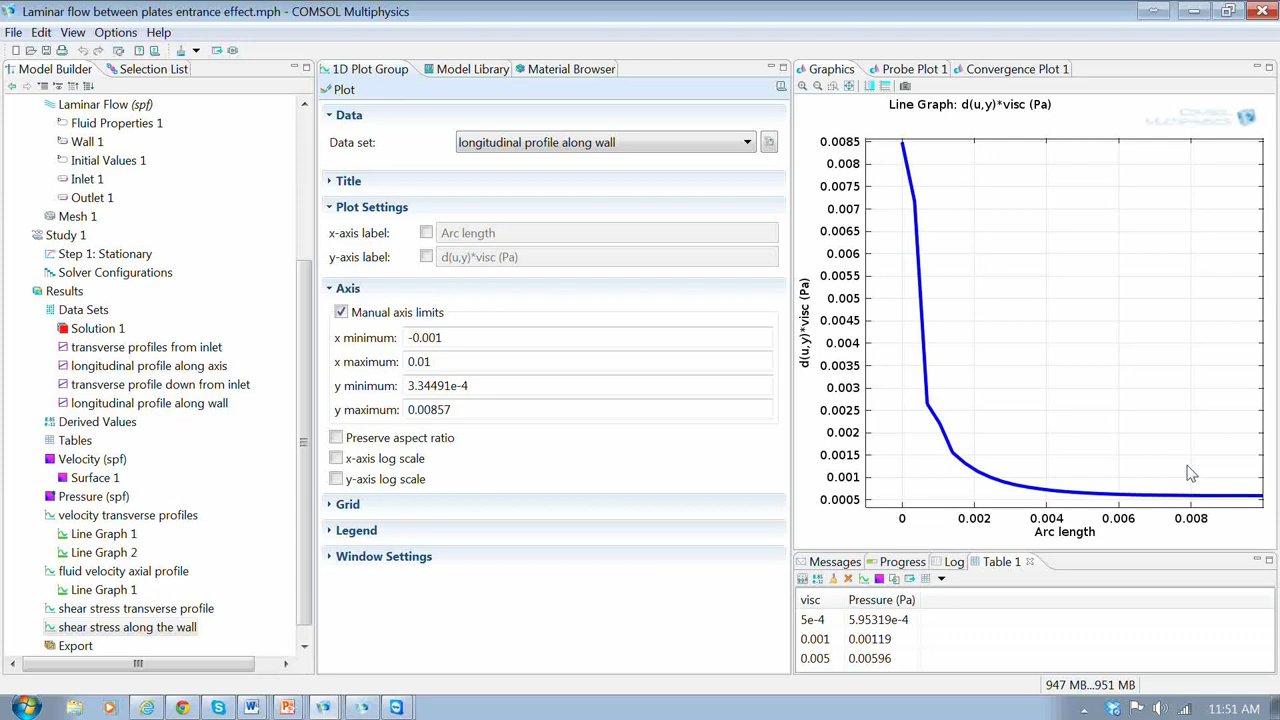 Laminar flow between plates entrance effect.mph - COMSOL Multiphysics
File Edit View Options Help
Model Builder Selection List
Laminar Flow (spf)
Fluid Properties 1
Wall 1
Initial Values 1
Inlet 1
Outlet 1
Mesh 1
Study 1
Step 1: Stationary
Solver Configurations
Results
Data Sets
Solution 1
transverse profiles from inlet
longitudinal profile along axis
transverse profile down from inlet
longitudinal profile along wall
Derived Values
Tables
Velocity (spf)
Surface 1
Pressure (spf)
velocity transverse profiles
Line Graph 1
Line Graph 2
fluid velocity axial profile
Line Graph 1
shear stress transverse profile
shear stress along the wall
Export
1D Plot Group Model Library Material Browser
Plot
Data
Data set: longitudinal profile along wall
Title
Plot Settings
x-axis label: Arc length
y-axis label: d(u,y)*visc (Pa)
Axis
Manual axis limits
x minimum: -0.001
x maximum: 0.01
y minimum: 3.34491e-4
y maximum: 0.00857
Preserve aspect ratio
x-axis log scale
y-axis log scale
Grid
Legend
Window Settings
Graphics Probe Plot 1 Convergence Plot 1
Line Graph: d(u,y)*visc (Pa)
COMSOL
MULTIPHYSICS
0.0085
0.008
0.0075
0.007
0.0065
0.006
0.0055
0.005
0.0045
0.004
0.0035
0.003
0.0025
0.002
0.0015
0.001
0.0005
d(u,y)*visc (Pa)
0 0.002 0.004 0.006 0.008
Arc length
Messages Progress Log Table 1
visc Pressure (Pa)
5e-4 5.95319e-4
0.001 0.00119
0.005 0.00596
947 MB...951 MB
11:51 AM